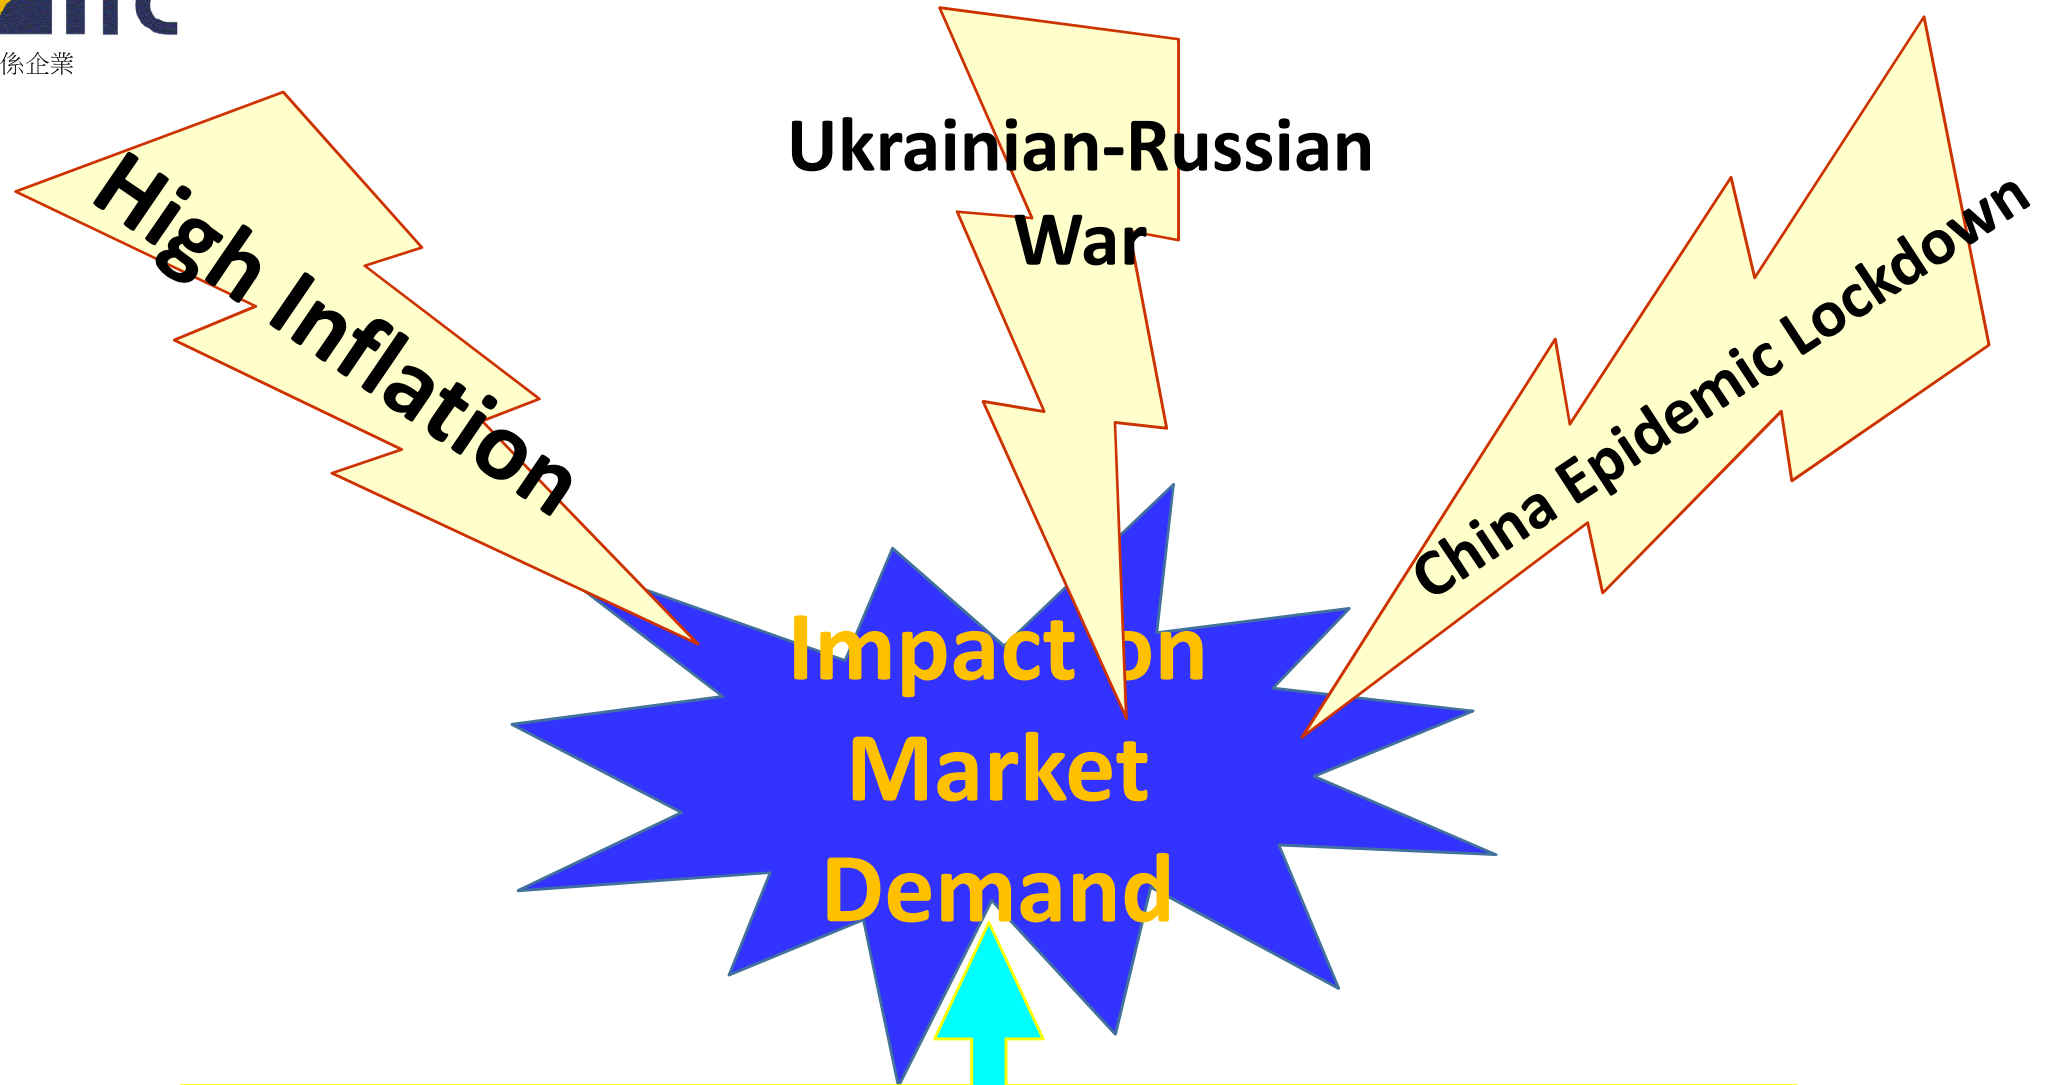 係企業
High Inflation
Ukrainian-Russian
War
China Epidemic Lockdown
Impact on
Market
Demand